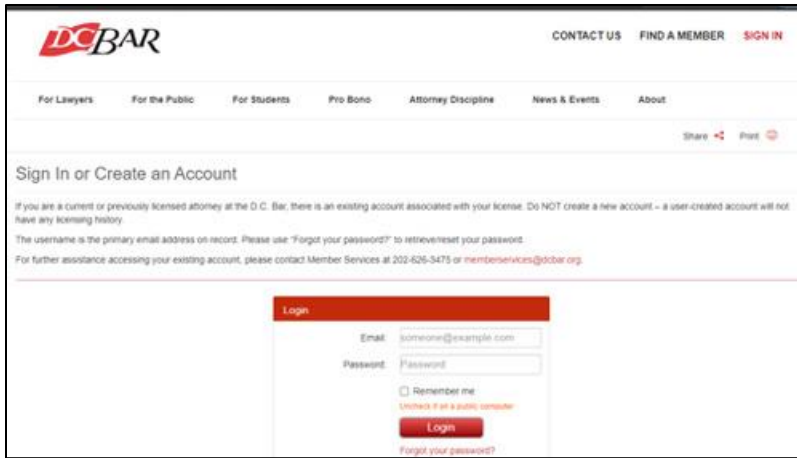 DCBAR
CONTACT US FIND A MEMBER SIGN IN
For Lawyers For the Public For Students Pro Bono Attorney Discipline News & Events About
Share Print
Sign In or Create an Account
If you are a current or previously licensed attorney at the D.C. Bar, there is an existing account associated with your license. Do NOT create a new account – a user-created account will not
have any licensing history.
The username is the primary email address on record. Please use "Forgot your password?" to retrieve/reset your password.
For further assistance accessing your existing account, please contact Member Services at 202-626-3475 or memberservices@dcbar.org.
Login
Email: someone@example.com
Password: Password
Remember me
Uncheck if on a public computer
Login
Forgot your password?